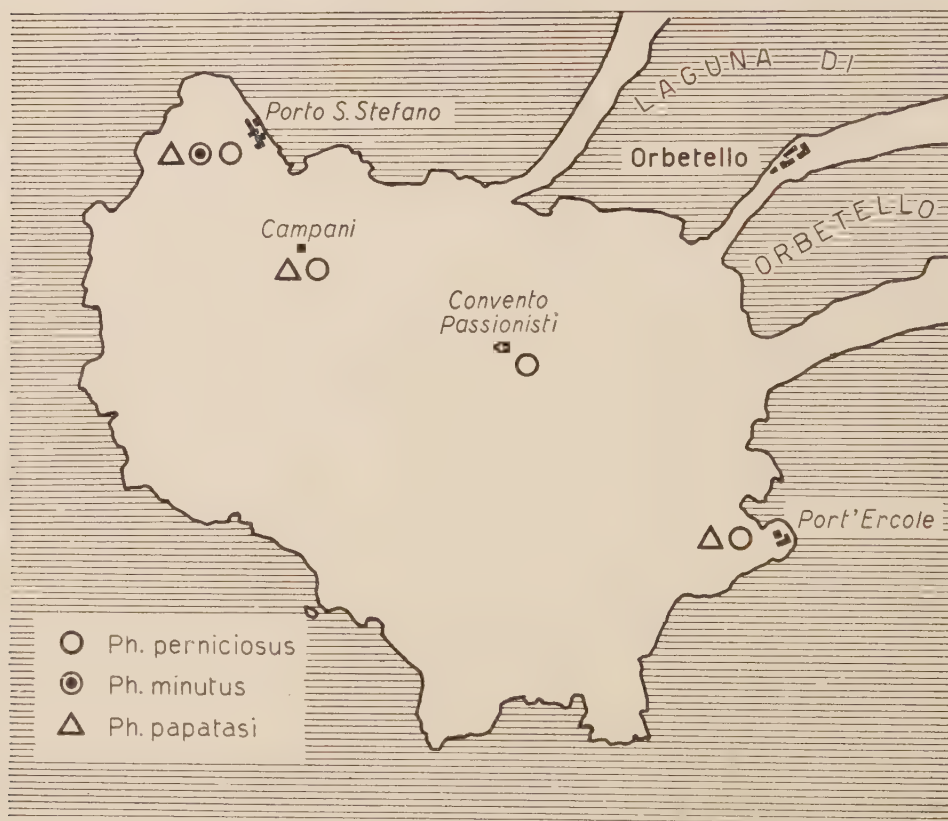 LAGUNA DI
Porto S. Stefano
Orbetello
ORBETELLO
Campani
Convento
Passionisti
Port'Ercole
Ph. perniciosus
Ph. minutus
Ph. papatasi